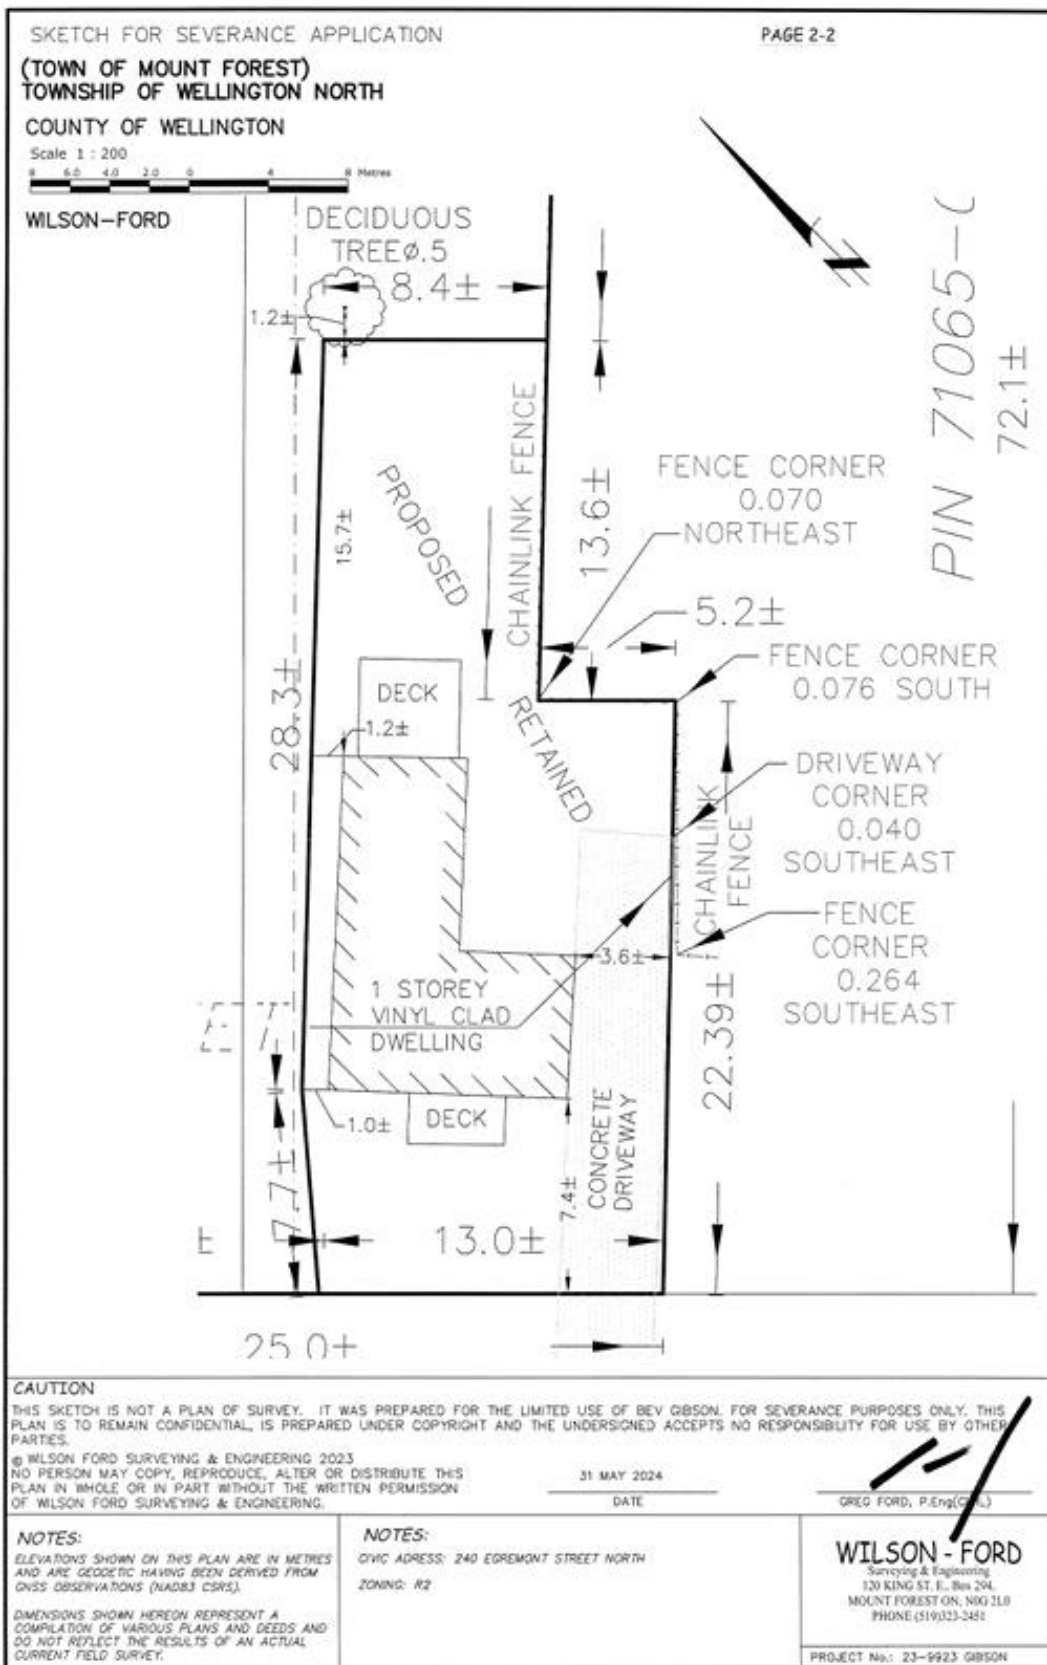 SKETCH FOR SEVERANCE APPLICATION
PAGE 2-2
(TOWN OF MOUNT FOREST)
TOWNSHIP OF WELLINGTON NORTH
COUNTY OF WELLINGTON
Scale 1 : 200
8 6.0 4.0 2.0 0 4 8 Metres
WILSON-FORD
DECIDUOUS
TREEØ.5
8.4±
1.2±
PIN 71065-
72.1±
CHAINLINK FENCE
13.6±
FENCE CORNER
0.070
NORTHEAST
15.7±
PROPOSED
RETAINED
5.2±
FENCE CORNER
0.076 SOUTH
28.3±
DECK
1.2±
DRIVEWAY
CORNER
0.040
SOUTHEAST
CHAINLINK
FENCE
FENCE
CORNER
0.264
SOUTHEAST
3.6±
1 STOREY
VINYL CLAD
DWELLING
22.39±
1.0±
DECK
CONCRETE
DRIVEWAY
7.7±
7.4±
±
13.0±
25.0±
CAUTION
THIS SKETCH IS NOT A PLAN OF SURVEY. IT WAS PREPARED FOR THE LIMITED USE OF BEV GIBSON. FOR SEVERANCE PURPOSES ONLY. THIS
PLAN IS TO REMAIN CONFIDENTIAL, IS PREPARED UNDER COPYRIGHT AND THE UNDERSIGNED ACCEPTS NO RESPONSIBILITY FOR USE BY OTHER
PARTIES.
© WILSON FORD SURVEYING & ENGINEERING 2023
NO PERSON MAY COPY, REPRODUCE, ALTER OR DISTRIBUTE THIS
PLAN IN WHOLE OR IN PART WITHOUT THE WRITTEN PERMISSION
OF WILSON FORD SURVEYING & ENGINEERING.
31 MAY 2024
DATE
GREG FORD, P.Eng(CIVIL)
NOTES:
ELEVATIONS SHOWN ON THIS PLAN ARE IN METRES
AND ARE GEODETIC HAVING BEEN DERIVED FROM
GNSS OBSERVATIONS (NAD83 CSRS).
DIMENSIONS SHOWN HEREON REPRESENT A
COMPILATION OF VARIOUS PLANS AND DEEDS AND
DO NOT REFLECT THE RESULTS OF AN ACTUAL
CURRENT FIELD SURVEY.
NOTES:
CIVIC ADRESS: 240 EGREMONT STREET NORTH
ZONING: R2
WILSON - FORD
Surveying & Engineering
120 KING ST. E., Box 294,
MOUNT FOREST ON, N0G 2L0
PHONE (519)323-2451
PROJECT No.: 23-9923 GIBSON